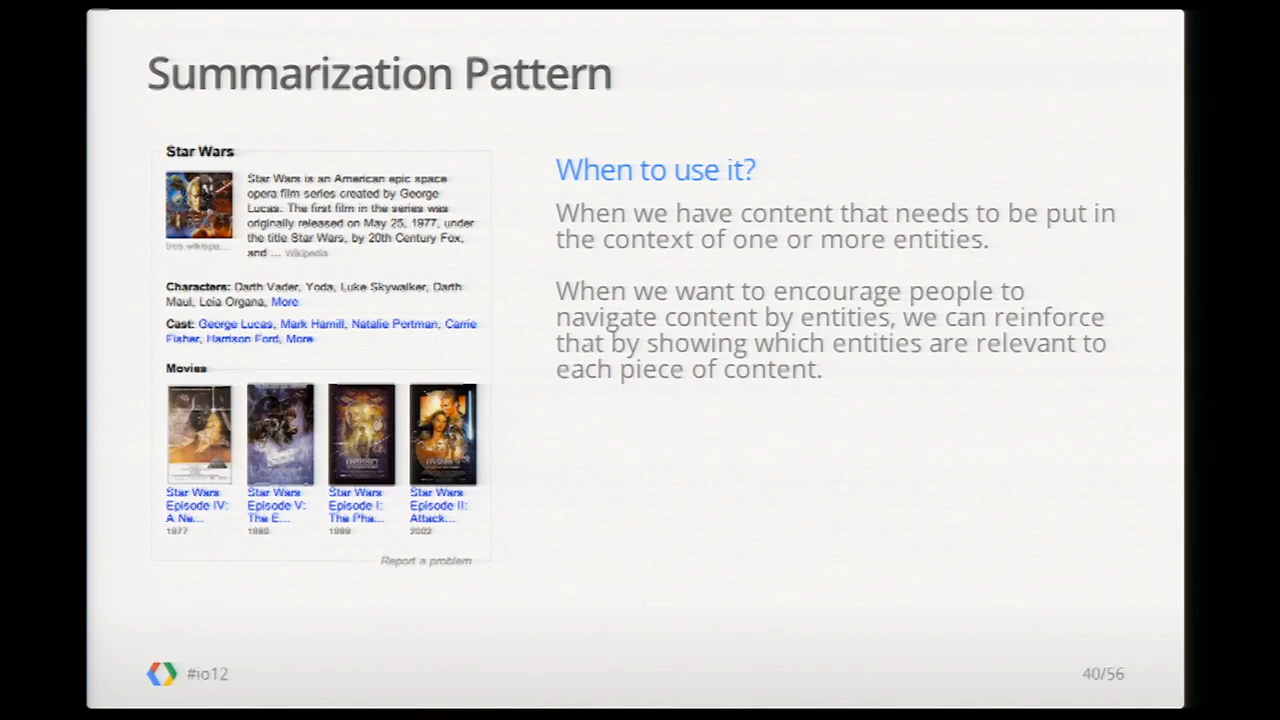 Summarization Pattern
Star Wars
Star Wars is an American epic space
opera film series created by George
Lucas. The first film in the series was
originally released on May 25, 1977, under
the title Star Wars, by 20th Century Fox,
and ... Wikipedia
Characters: Darth Vader, Yoda, Luke Skywalker, Darth
Maul, Leia Organa, More
Cast: George Lucas, Mark Hamill, Natalie Portman, Carrie
Fisher, Harrison Ford, More
Movies
Star Wars
Episode IV:
A Ne...
1977
Star Wars
Episode V:
The E...
1980
Star Wars
Episode I:
The Pha...
1999
Star Wars
Episode II:
Attack...
2002
Report a problem
When to use it?
When we have content that needs to be put in
the context of one or more entities.
When we want to encourage people to
navigate content by entities, we can reinforce
that by showing which entities are relevant to
each piece of content.
#io12
40/56